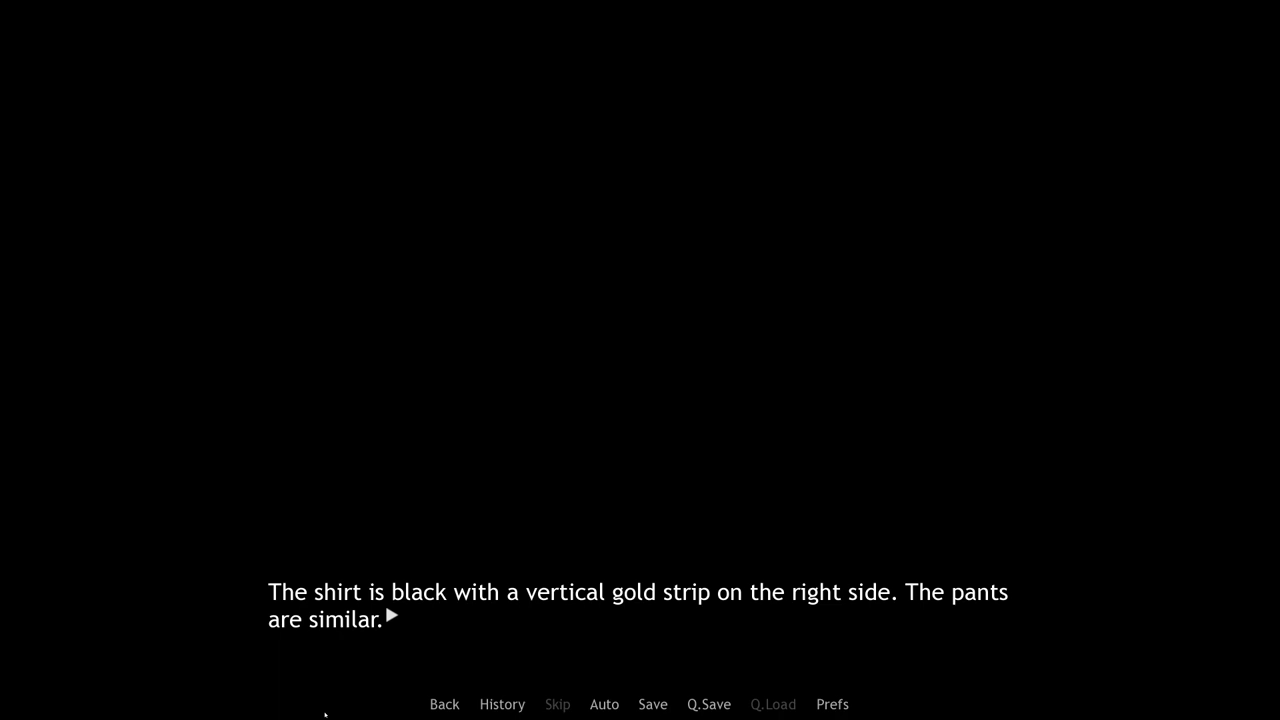 The shirt is black with a vertical gold strip on the right side. The pants
are similar.
Back History Skip Auto Save Q.Save Q.Load Prefs